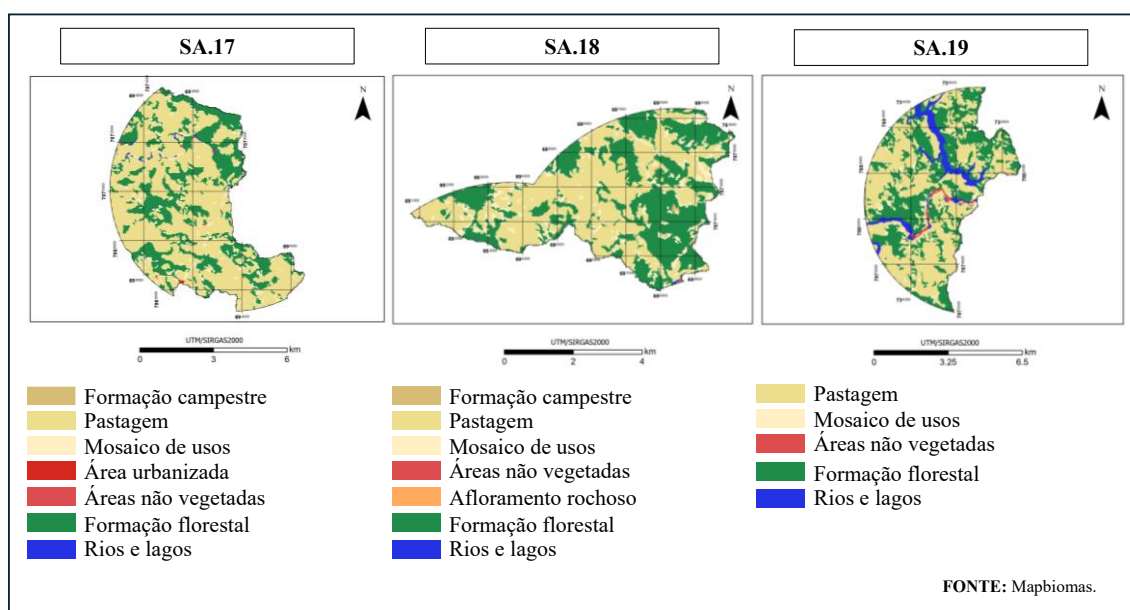 SA.17
SA.18
SA.19
N
N
N
UTM/SIRGAS2000
0 3 6 km
UTM/SIRGAS2000
0 2 4 km
UTM/SIRGAS2000
0 3.25 6.5 km
Formação campestre
Pastagem
Mosaico de usos
Área urbanizada
Áreas não vegetadas
Formação florestal
Rios e lagos
Formação campestre
Pastagem
Mosaico de usos
Áreas não vegetadas
Afloramento rochoso
Formação florestal
Rios e lagos
Pastagem
Mosaico de usos
Áreas não vegetadas
Formação florestal
Rios e lagos
FONTE: Mapbiomas.